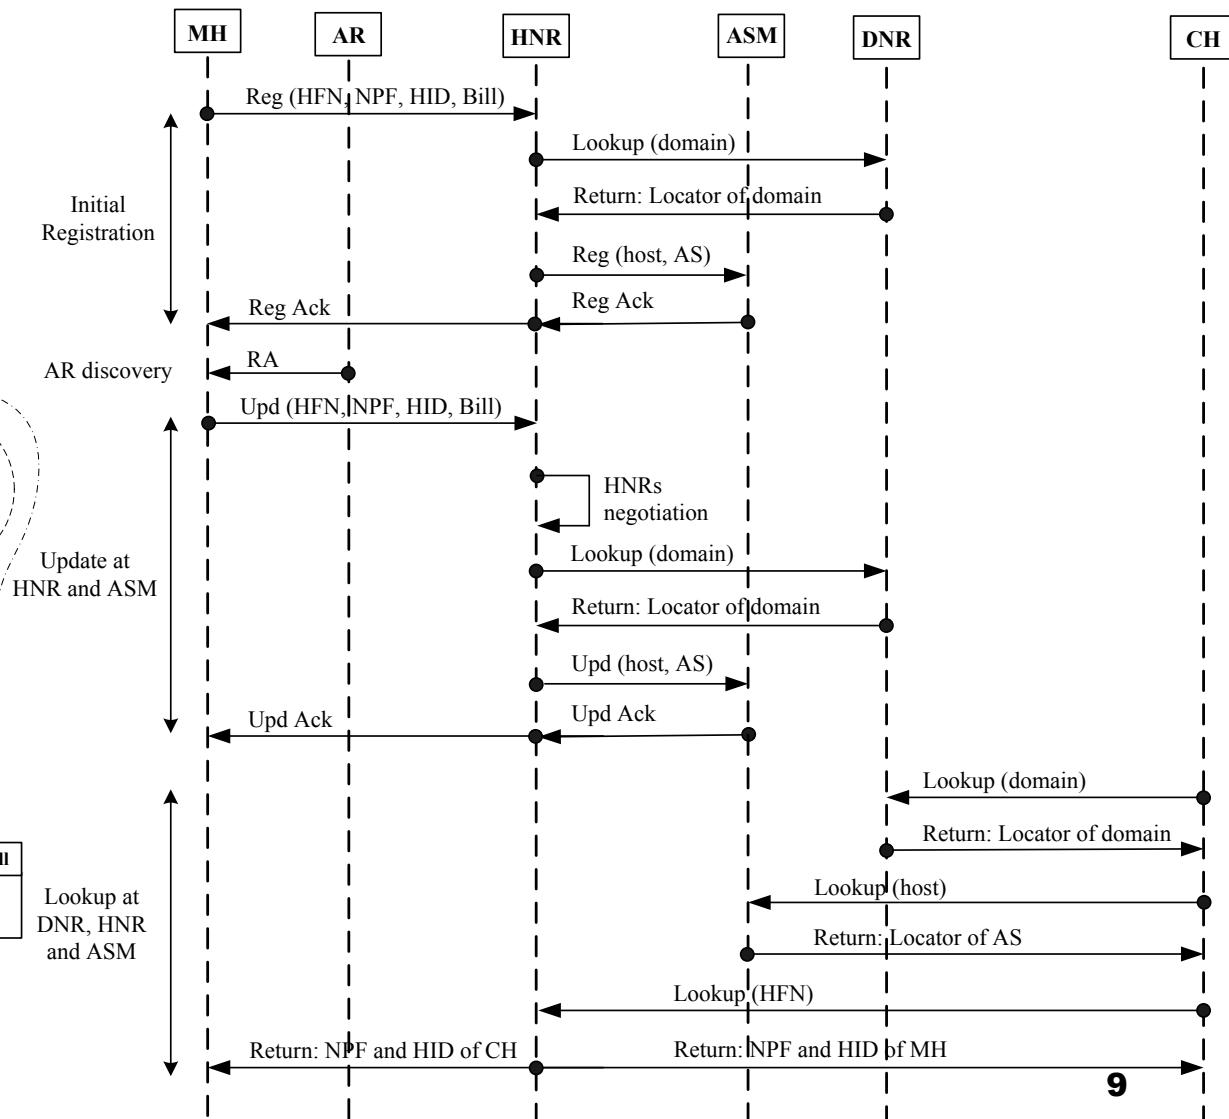 MH
AR
HNR
ASM
DNR
CH
Reg (HFN, NPF, HID, Bill)
Lookup (domain)
Return: Locator of domain
Initial
Registration
Reg (host, AS)
Reg Ack
Reg Ack
AR discovery
RA
Upd (HFN, NPF, HID, Bill)
HNRs
negotiation
Lookup (domain)
Update at
HNR and ASM
Return: Locator of domain
Upd (host, AS)
Upd Ack
Upd Ack
Lookup (domain)
Return: Locator of domain
ll
Lookup at
DNR, HNR
and ASM
Lookup (host)
Return: Locator of AS
Lookup (HFN)
Return: NPF and HID of CH
Return: NPF and HID of MH
9